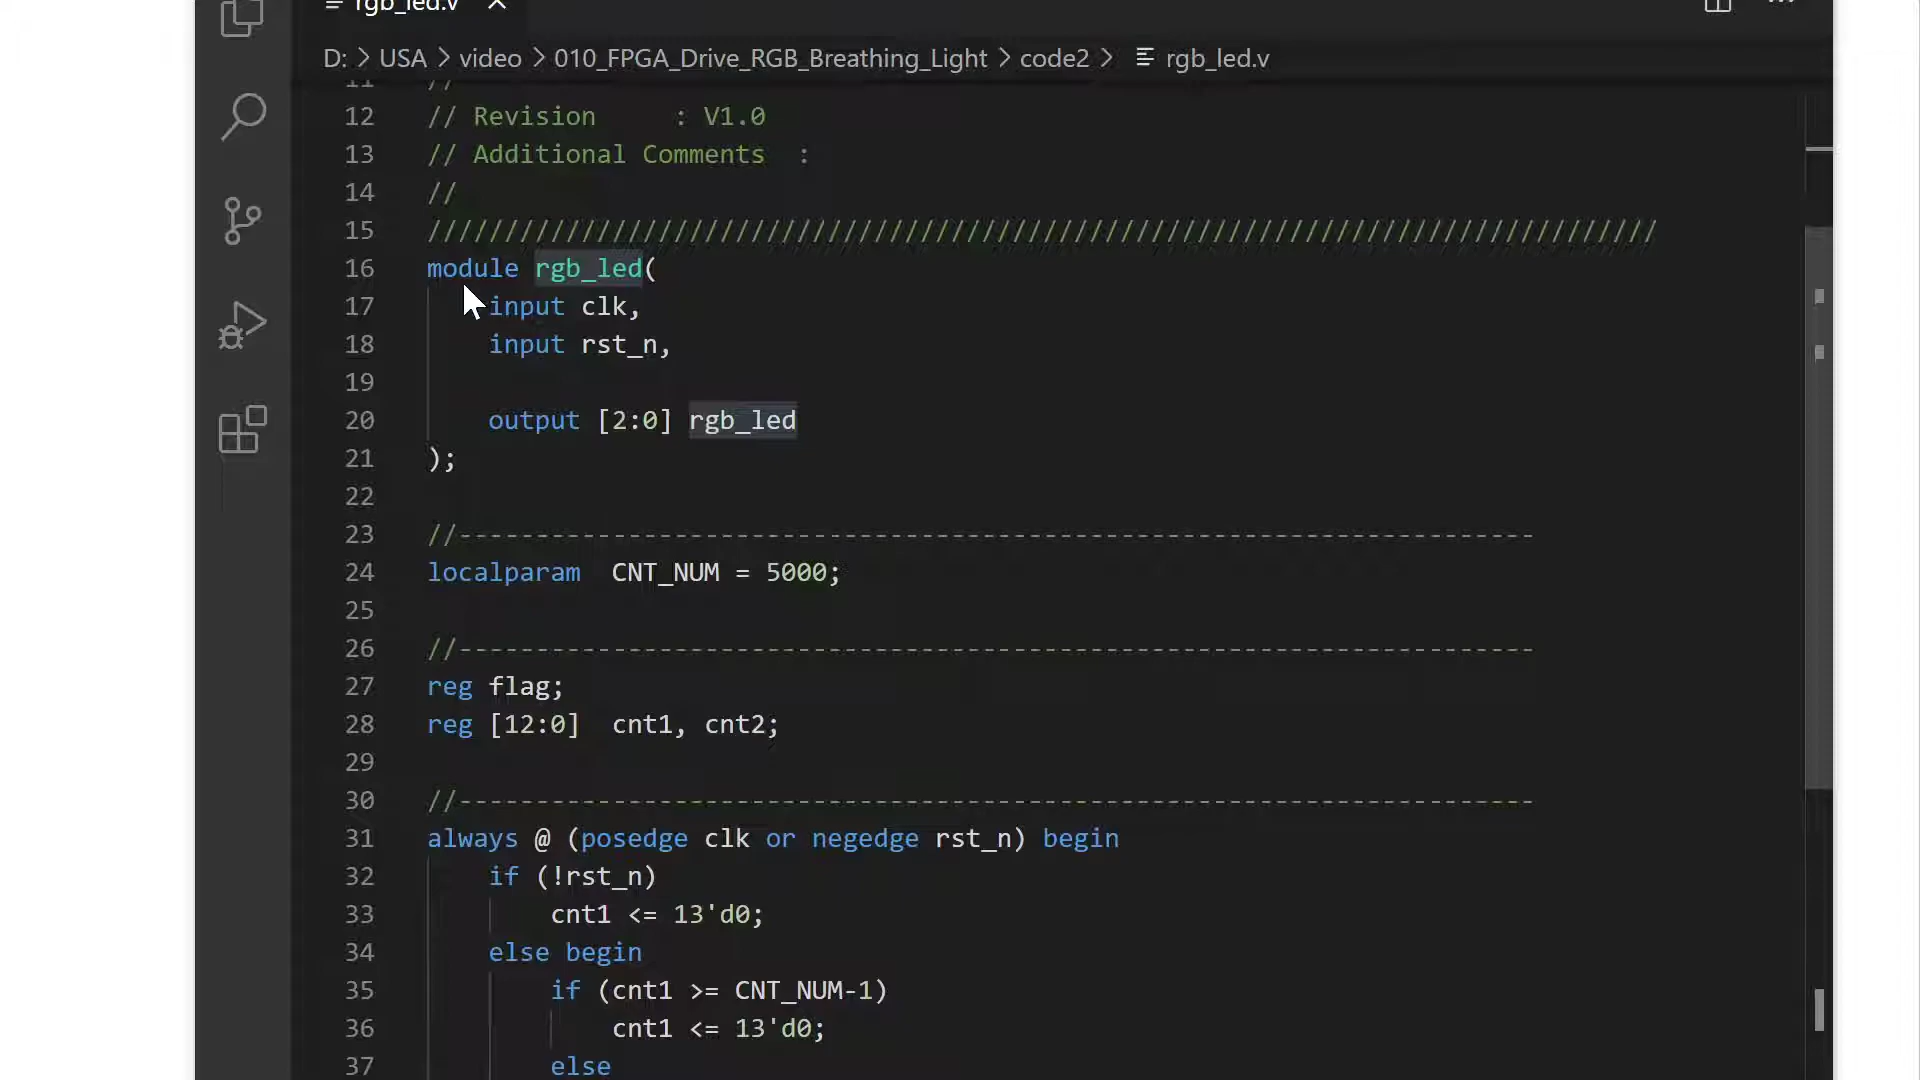 rgb_led.v
D: > USA > video > 010_FPGA_Drive_RGB_Breathing_Light > code2 > rgb_led.v
11 //
12 // Revision : V1.0
13 // Additional Comments :
14 //
15 ////////////////////////////////////////////////////////////////////////////////
16 module rgb_led(
17 input clk,
18 input rst_n,
19
20 output [2:0] rgb_led
21 );
22
23 //----------------------------------------------------------------------
24 localparam CNT_NUM = 5000;
25
26 //----------------------------------------------------------------------
27 reg flag;
28 reg [12:0] cnt1, cnt2;
29
30 //----------------------------------------------------------------------
31 always @ (posedge clk or negedge rst_n) begin
32 if (!rst_n)
33 cnt1 <= 13'd0;
34 else begin
35 if (cnt1 >= CNT_NUM-1)
36 cnt1 <= 13'd0;
37 else